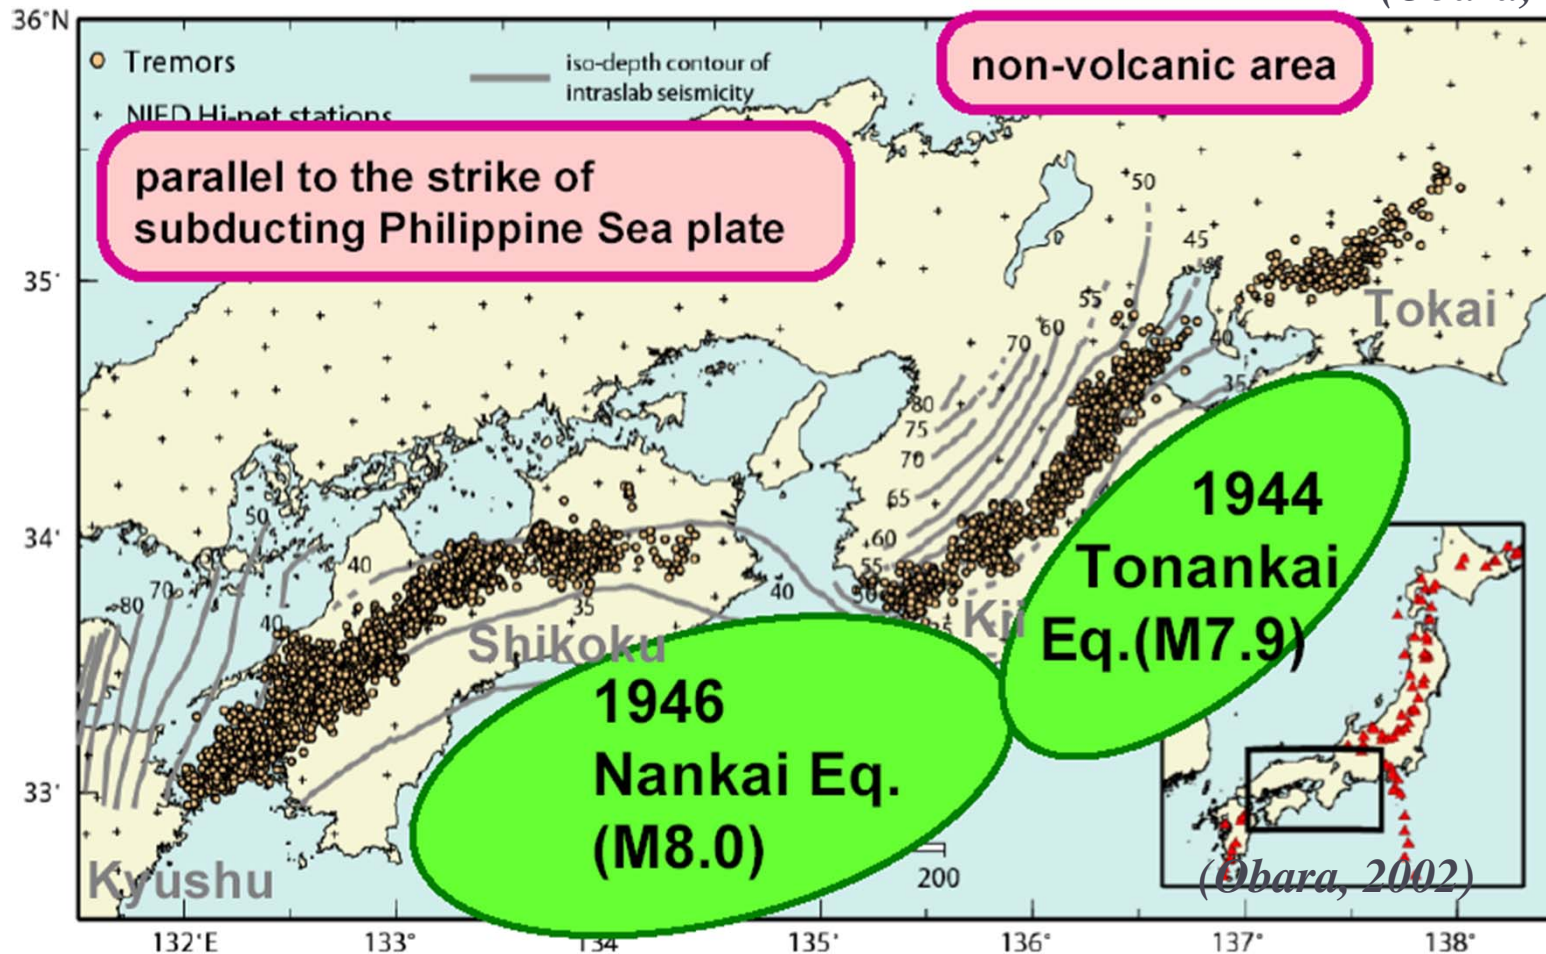 36°N
Tremors
iso-depth contour of
intraslab seismicity
NIED Hi-net stations
non-volcanic area
parallel to the strike of
subducting Philippine Sea plate
50
45
35°
55
60
70
Tokai
40
35
80
75
70
65
60
55
50
1944
Tonankai
Eq.(M7.9)
34°
50
40
40
35
Kii
Shikoku
80
70
40
1946
Nankai Eq.
(M8.0)
33°
Kyushu
200
(Obara, 2002)
132°E
133°
134
135°
136°
137°
138°